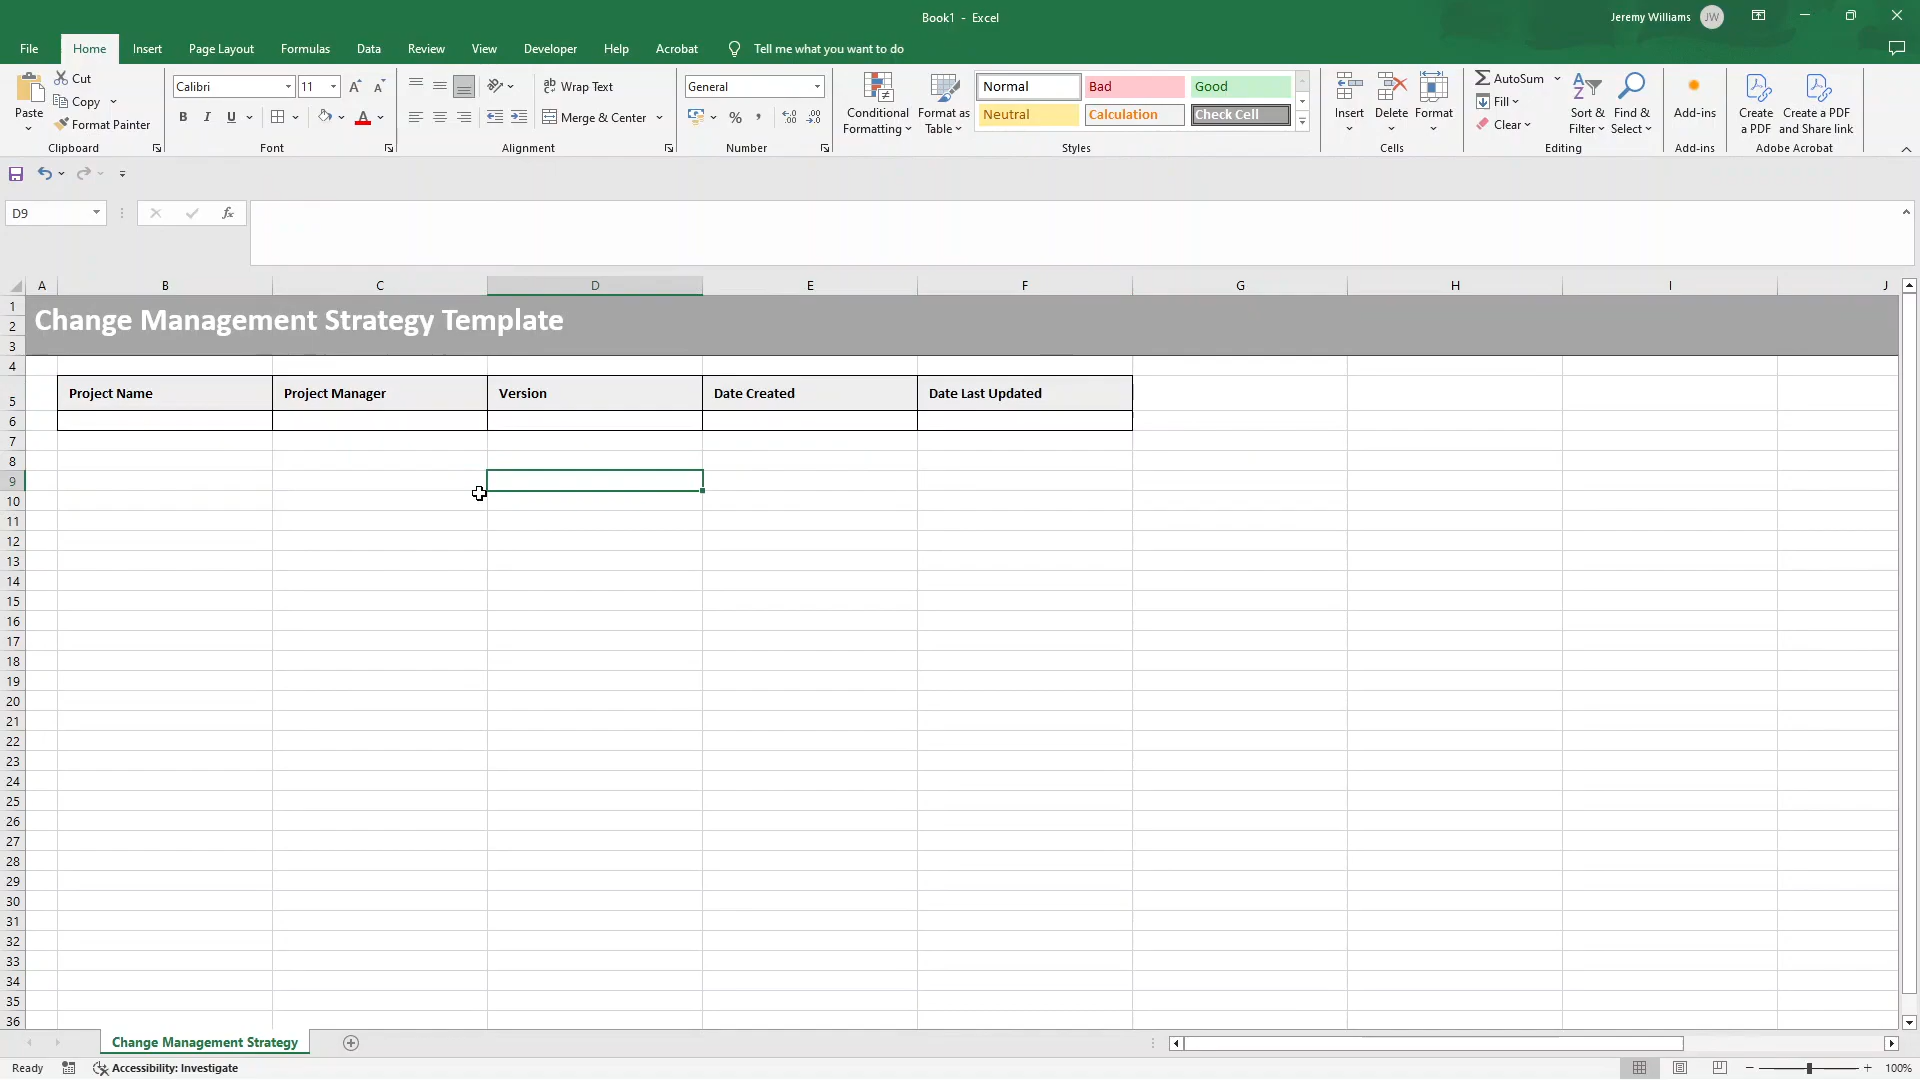 Book1 - Excel
Jeremy Williams JW
File Home Insert Page Layout Formulas Data Review View Developer Help Acrobat Tell me what you want to do
Paste
Cut
Copy
Format Painter
Clipboard
Calibri 11
B I U A
Font
Wrap Text
Merge & Center
Alignment
General
% ,
Number
Conditional Formatting
Format as Table
Normal Bad Good
Neutral Calculation Check Cell
Styles
Insert Delete Format
Cells
AutoSum
Fill
Clear
Sort & Filter
Find & Select
Editing
Add-ins
Add-ins
Create a PDF
Create a PDF and Share link
Adobe Acrobat
D9 fx
A B C D E F G H I J
1
2
3
Change Management Strategy Template
4
5 Project Name Project Manager Version Date Created Date Last Updated
6
7
8
9
10
11
12
13
14
15
16
17
18
19
20
21
22
23
24
25
26
27
28
29
30
31
32
33
34
35
36
Change Management Strategy
Ready Accessibility: Investigate 100%